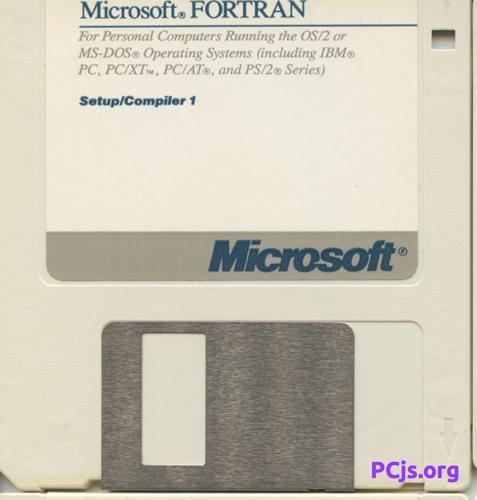 Microsoft® FORTRAN
For Personal Computers Running the OS/2 or
MS-DOS® Operating Systems (including IBM®
PC, PC/XT™, PC/AT®, and PS/2® Series)
Setup/Compiler 1
Microsoft®
PCjs.org